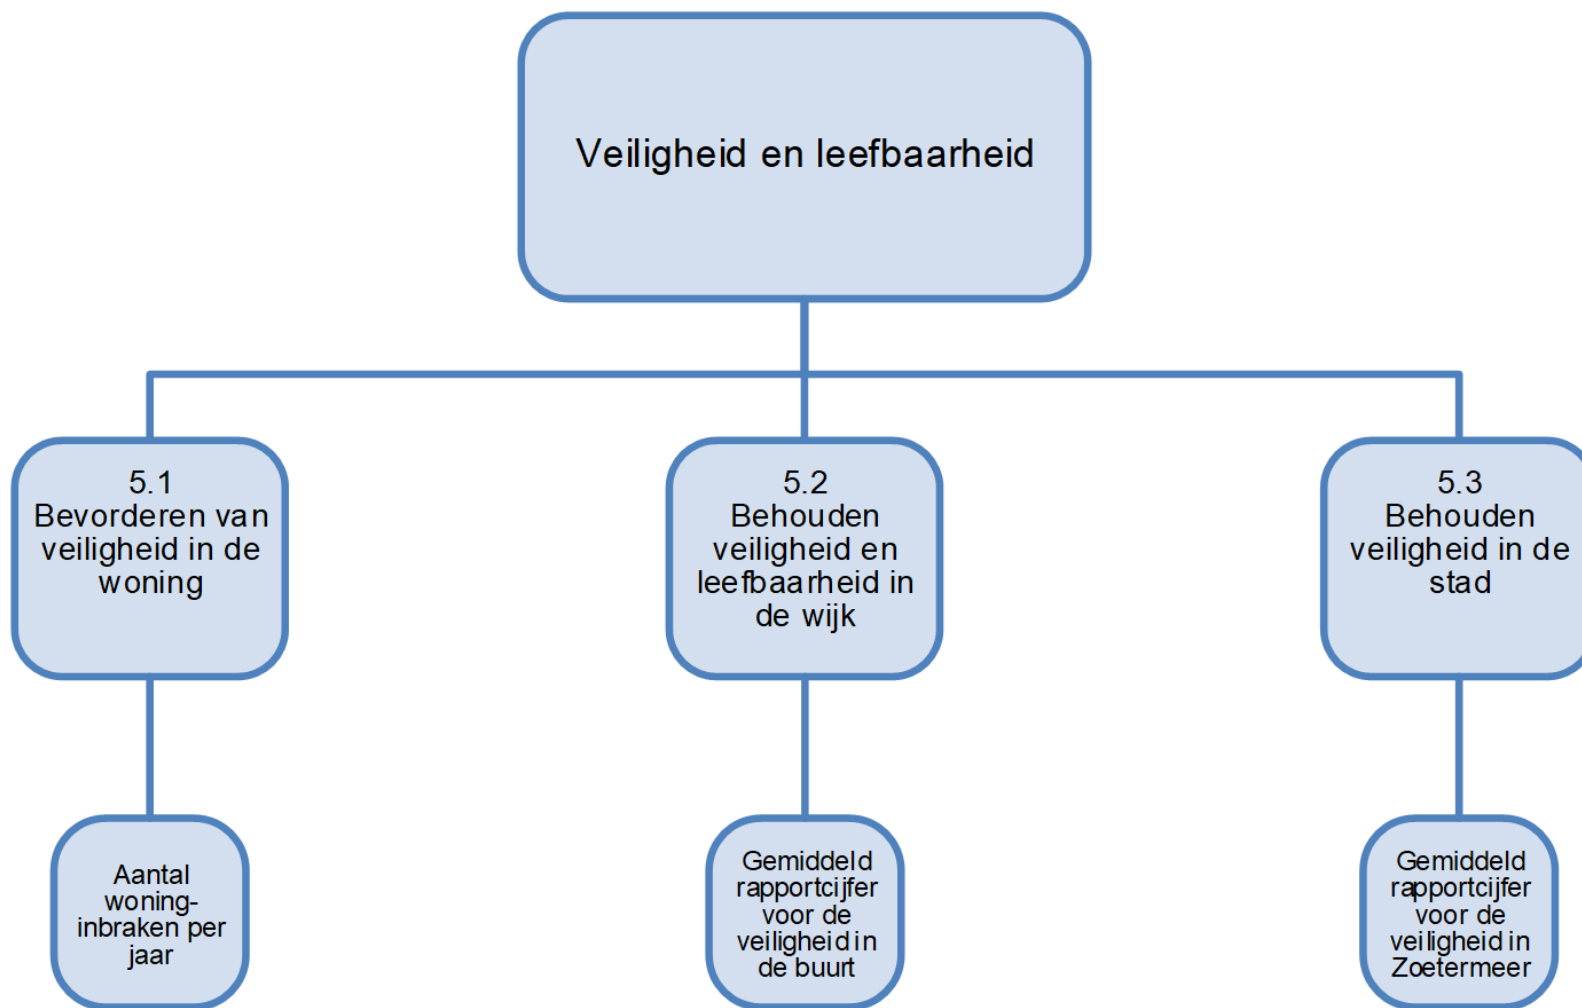 Veiligheid en leefbaarheid
5.1
Bevorderen van
veiligheid in de
woning
5.2
Behouden
veiligheid en
leefbaarheid in
de wijk
5.3
Behouden
veiligheid in de
stad
Aantal
woning-
inbraken per
jaar
Gemiddeld
rapportcijfer
voor de
veiligheid in
de buurt
Gemiddeld
rapportcijfer
voor de
veiligheid in
Zoetermeer